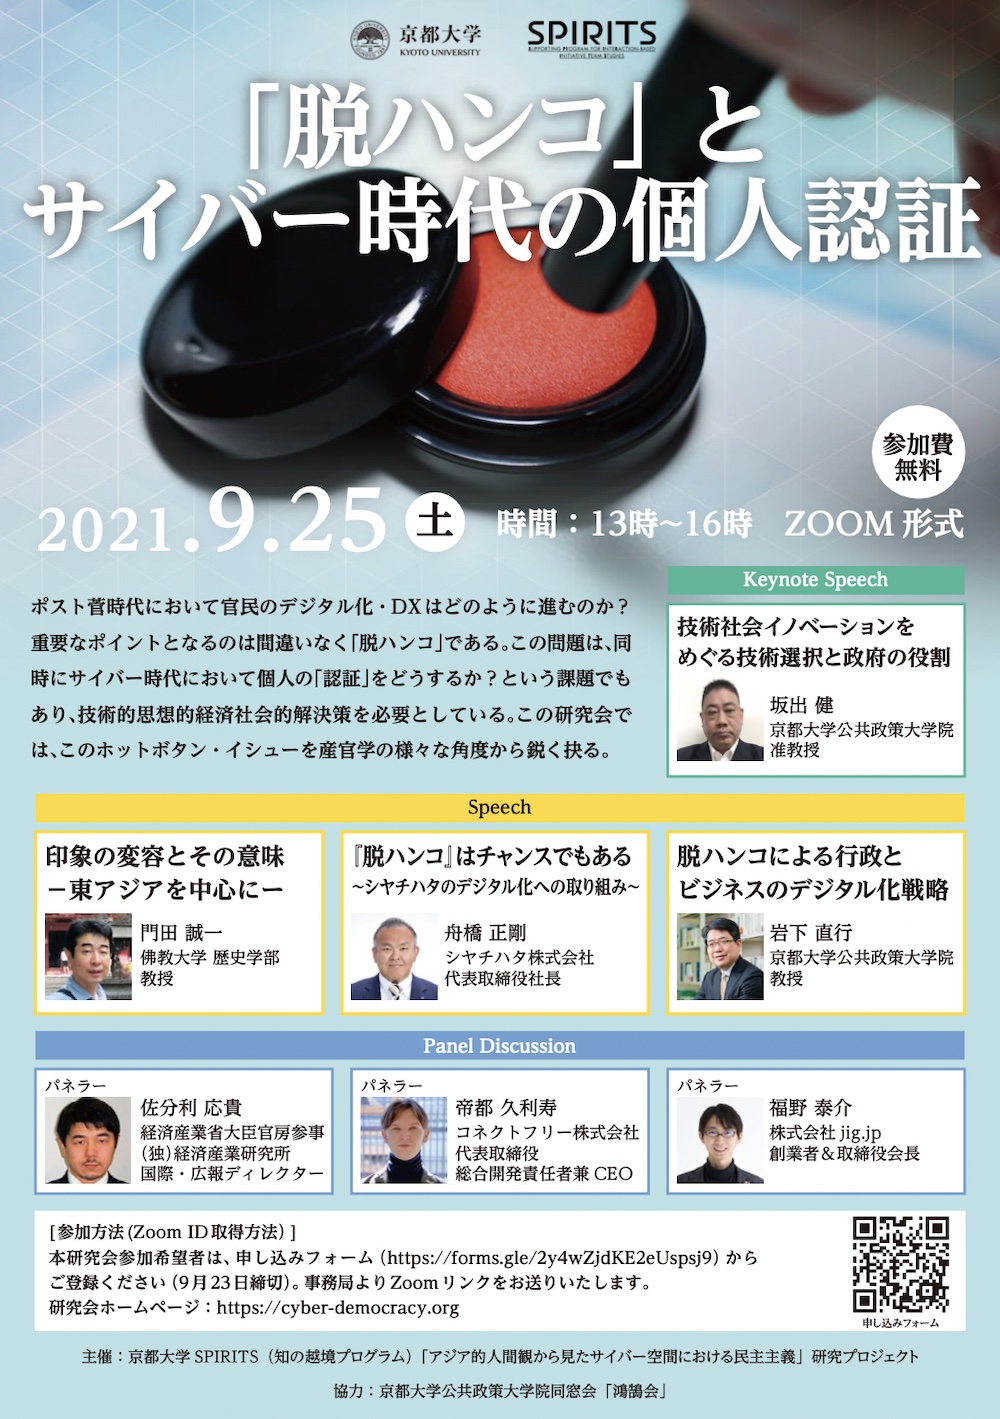 京都大学
KYOTO UNIVERSITY
SPIRITS
SUPPORTING PROGRAM FOR INTERACTION-BASED
INITIATIVE TEAM STUDIES
「脱ハンコ」と
サイバー時代の個人認証
参加費
無料
2021.9.25 土 時間：13時~16時 ZOOM 形式
ポスト菅時代において官民のデジタル化・DXはどのように進むのか？
重要なポイントとなるのは間違いなく「脱ハンコ」である。この問題は、同
時にサイバー時代において個人の「認証」をどうするか？という課題でも
あり、技術的思想的経済社会的解決策を必要としている。この研究会で
は、このホットボタン・イシューを産官学の様々な角度から鋭く抉る。
Keynote Speech
技術社会イノベーションを
めぐる技術選択と政府の役割
坂出 健
京都大学公共政策大学院
准教授
Speech
印象の変容とその意味
－東アジアを中心にー
門田 誠一
佛教大学 歴史学部
教授
『脱ハンコ』はチャンスでもある
~シヤチハタのデジタル化への取り組み~
舟橋 正剛
シヤチハタ株式会社
代表取締役社長
脱ハンコによる行政と
ビジネスのデジタル化戦略
岩下 直行
京都大学公共政策大学院
教授
Panel Discussion
パネラー
佐分利 応貴
経済産業省大臣官房参事
（独）経済産業研究所
国際・広報ディレクター
パネラー
帝都 久利寿
コネクトフリー株式会社
代表取締役
総合開発責任者兼 CEO
パネラー
福野 泰介
株式会社 jig.jp
創業者＆取締役会長
[参加方法（Zoom ID取得方法）]
本研究会参加希望者は、申し込みフォーム（https://forms.gle/2y4wZjdKE2eUspsj9）から
ご登録ください（9月23日締切）。事務局よりZoomリンクをお送りいたします。
研究会ホームページ：https://cyber-democracy.org
申し込みフォーム
主催：京都大学 SPIRITS（知の越境プログラム）「アジア的人間観から見たサイバー空間における民主主義」研究プロジェクト
協力：京都大学公共政策大学院同窓会「鴻鵠会」